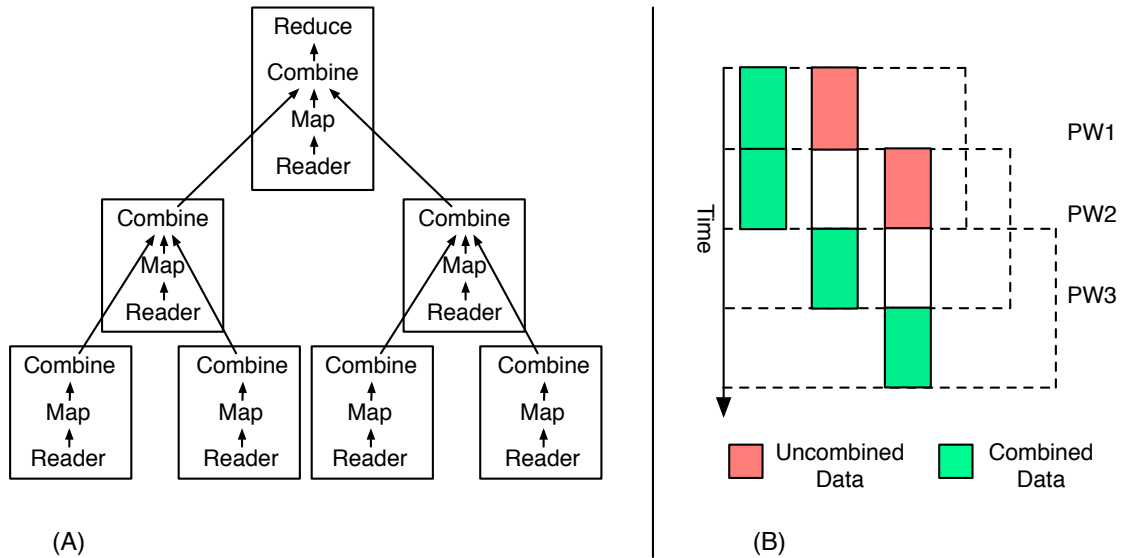 Reduce
Combine
Map
Reader
Combine
Map
Reader
Combine
Map
Reader
Combine
Map
Reader
Combine
Map
Reader
Combine
Map
Reader
Combine
Map
Reader
(A)
Time
PW1
PW2
PW3
Uncombined
Data
Combined
Data
(B)